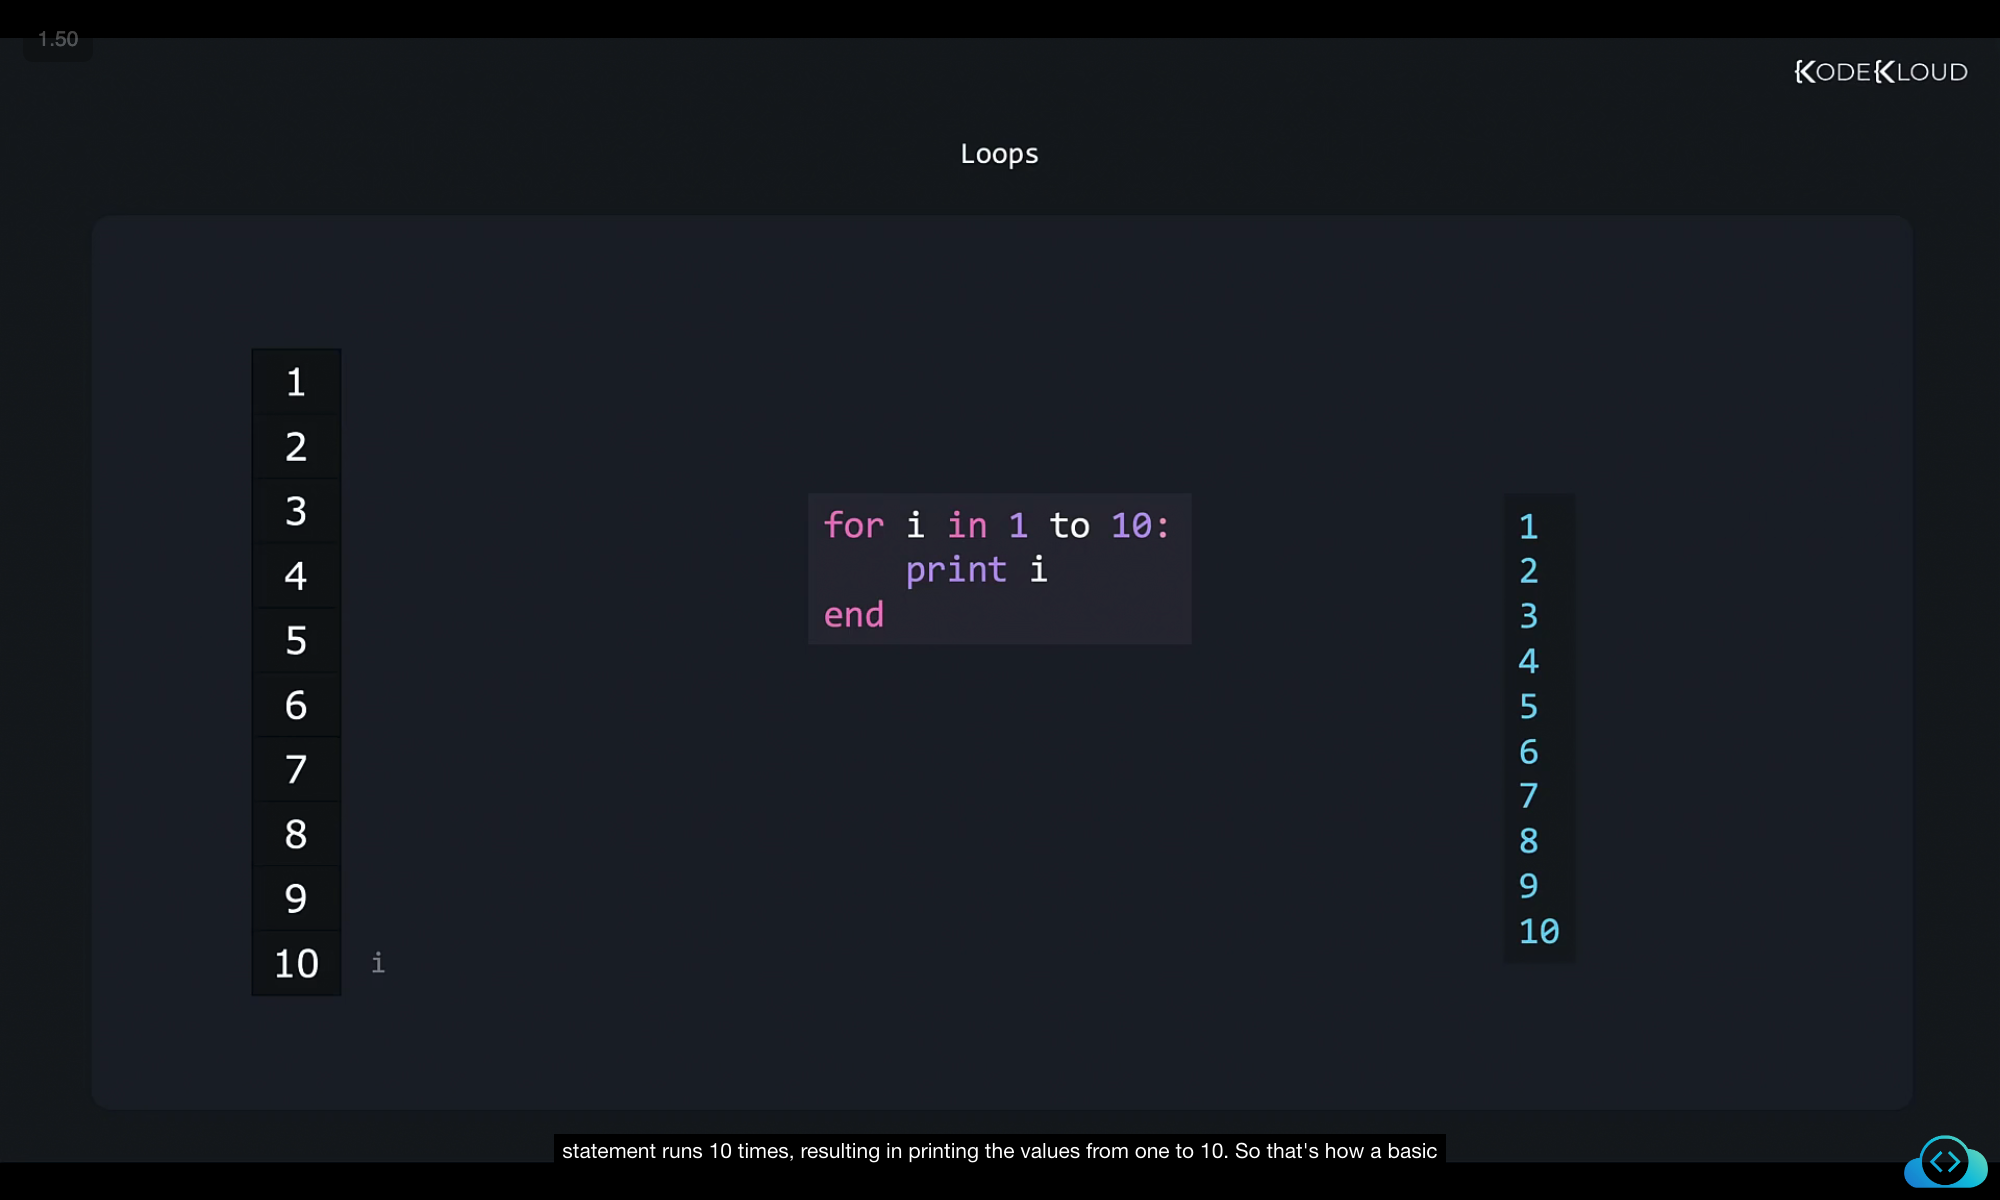 1.50
KODEKLOUD
Loops
1
2
3
4
5
6
7
8
9
10 i
for i in 1 to 10:
    print i
end
1
2
3
4
5
6
7
8
9
10
statement runs 10 times, resulting in printing the values from one to 10. So that's how a basic